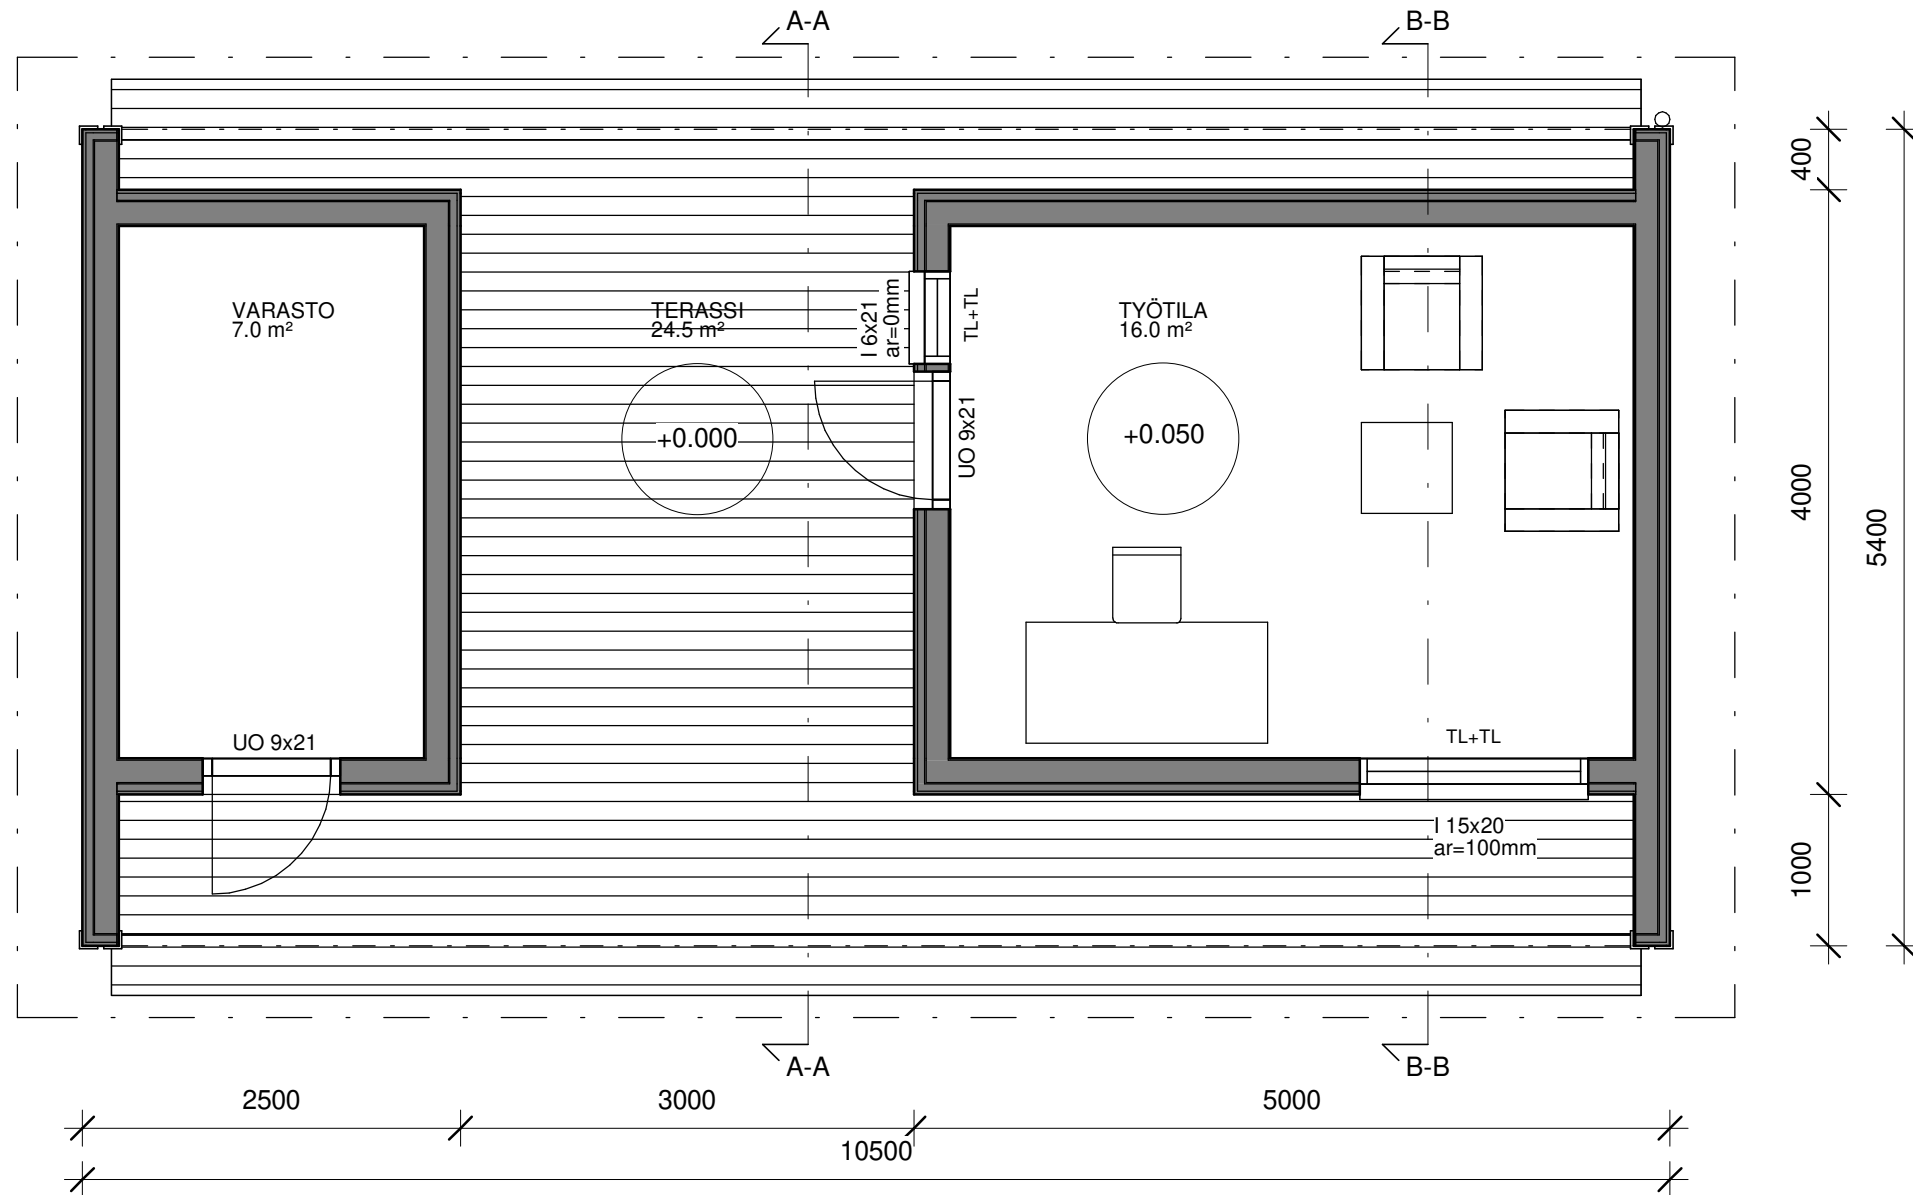 A-A
B-B
VARASTO
7.0 m²
TERASSI
24.5 m²
I 6x21
ar=0mm
TL+TL
TYÖTILA
16.0 m²
400
+0.000
UO 9x21
+0.050
4000
5400
UO 9x21
TL+TL
I 15x20
ar=100mm
1000
A-A
B-B
2500
3000
5000
10500